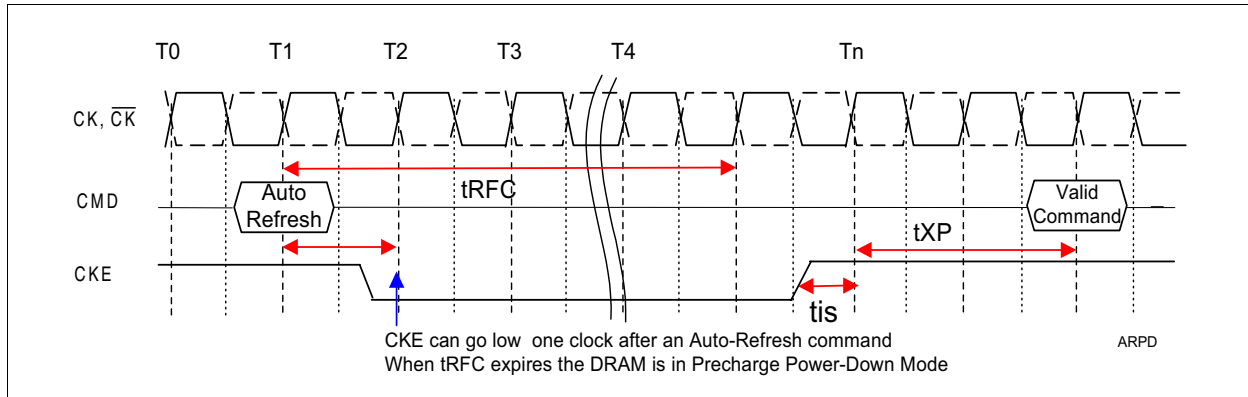 T0 T1 T2 T3 T4 Tn
CK, CK
tRFC
CMD
Auto
Refresh
Valid
Command
tXP
CKE
tis
CKE can go low one clock after an Auto-Refresh command
When tRFC expires the DRAM is in Precharge Power-Down Mode
ARPD